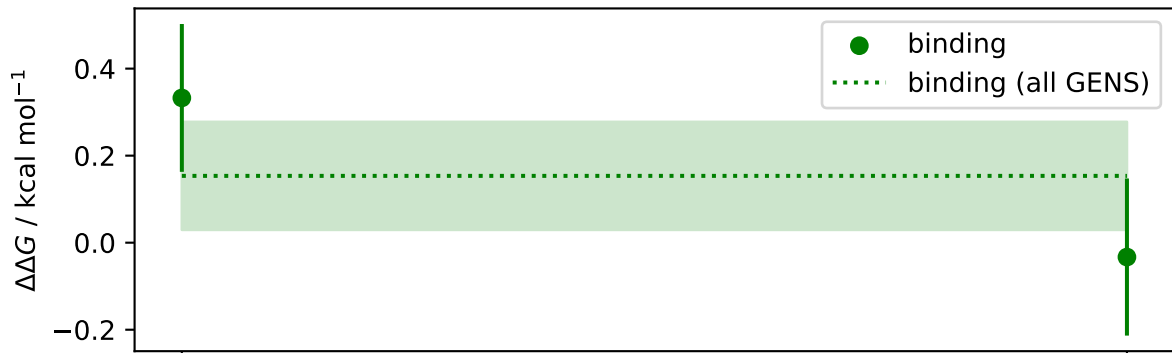 binding
binding (all GENS)
0.4
0.2
0.0
−0.2
ΔΔG / kcal mol⁻¹